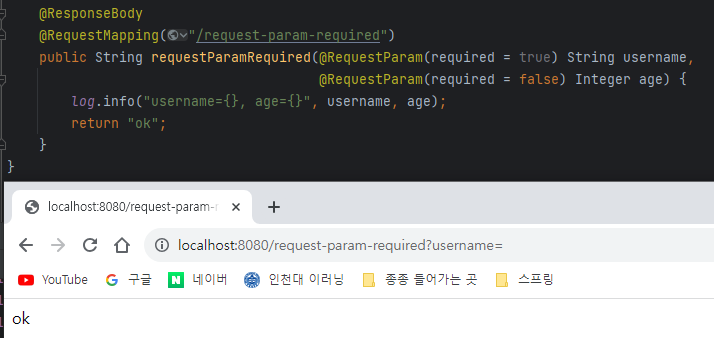 @ResponseBody
@RequestMapping("/request-param-required")
public String requestParamRequired(@RequestParam(required = true) String username,
@RequestParam(required = false) Integer age) {
log.info("username={}, age={}", username, age);
return "ok";
}
}
localhost:8080/request-param-r
localhost:8080/request-param-required?username=
YouTube 구글 네이버 인천대 이러닝 종종 들어가는 곳 스프링
ok